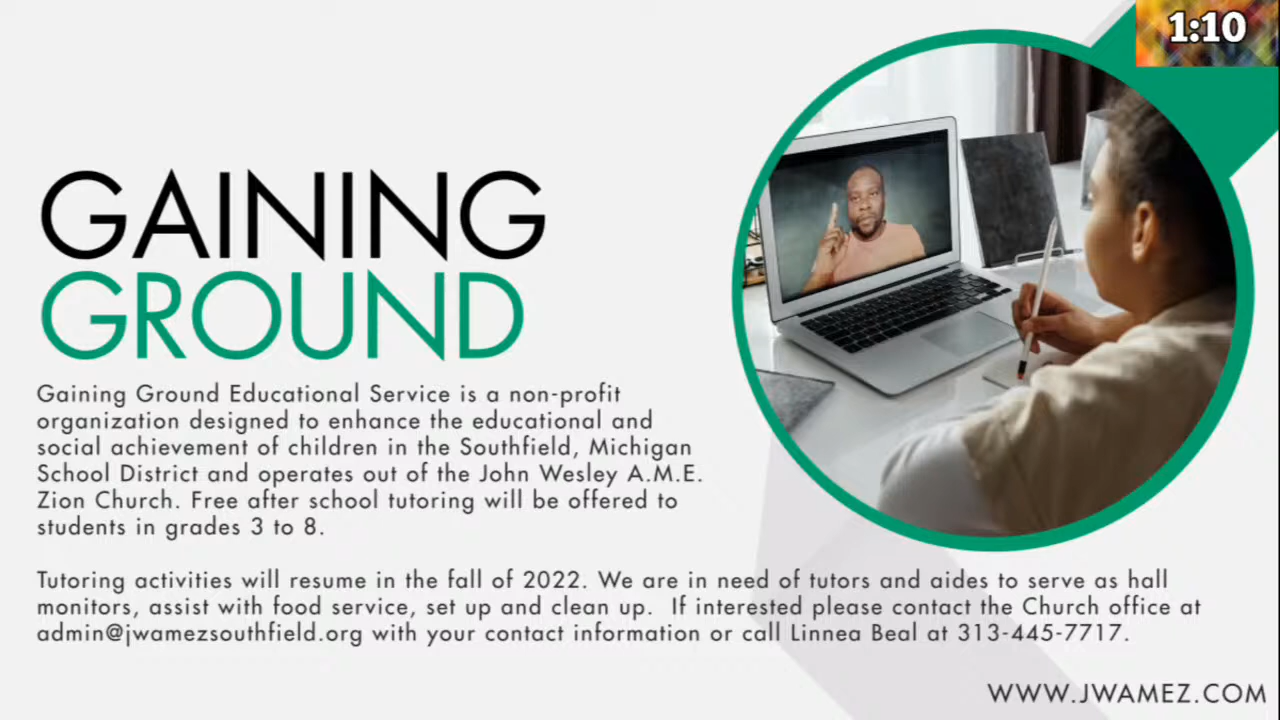 1:10
GAINING
GROUND
Gaining Ground Educational Service is a non-profit
organization designed to enhance the educational and
social achievement of children in the Southfield, Michigan
School District and operates out of the John Wesley A.M.E.
Zion Church. Free after school tutoring will be offered to
students in grades 3 to 8.
Tutoring activities will resume in the fall of 2022. We are in need of tutors and aides to serve as hall
monitors, assist with food service, set up and clean up. If interested please contact the Church office at
admin@jwamezsouthfield.org with your contact information or call Linnea Beal at 313-445-7717.
WWW.JWAMEZ.COM